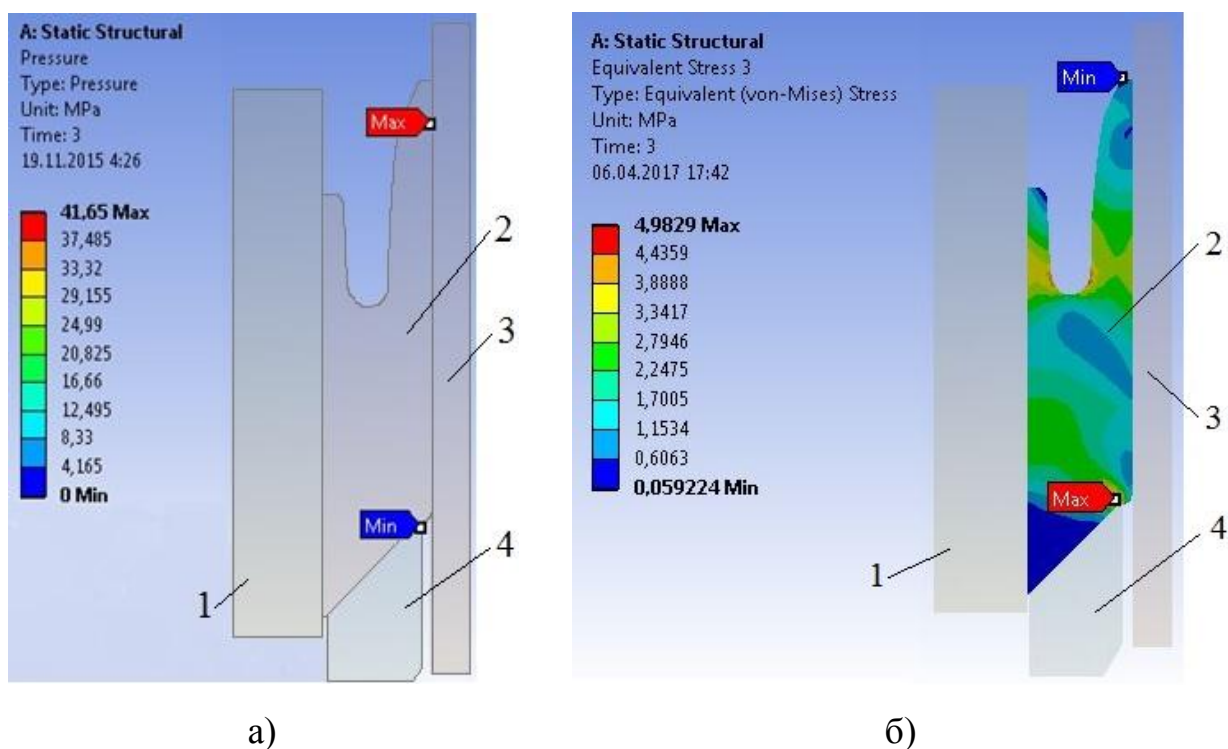 A: Static Structural
Pressure
Type: Pressure
Unit: MPa
Time: 3
19.11.2015 4:26
41,65 Max
37,485
33,32
29,155
24,99
20,825
16,66
12,495
8,33
4,165
0 Min
Max
Min
1
2
3
4
а)
A: Static Structural
Equivalent Stress 3
Type: Equivalent (von-Mises) Stress
Unit: MPa
Time: 3
06.04.2017 17:42
4,9829 Max
4,4359
3,8888
3,3417
2,7946
2,2475
1,7005
1,1534
0,6063
0,059224 Min
Min
Max
2
3
1
4
б)